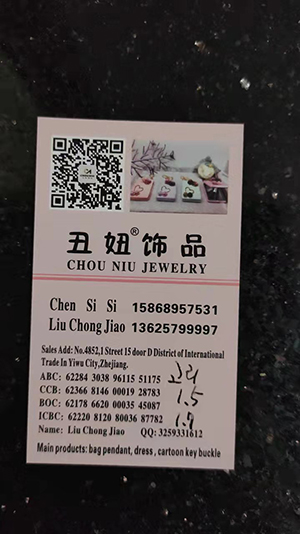 丑妞®饰品
CHOU NIU JEWELRY
Chen Si Si 15868957531
Liu Chong Jiao 13625799997
Sales Add: No.4852,1 Street 15 door D District of International
Trade In Yiwu City,Zhejiang.
ABC: 62284 3038 96115 51175
CCB: 62366 8146 00019 28783
1.5
BOC: 62178 6620 00035 45087
ICBC: 62220 8120 80036 87782
Name: Liu Chong Jiao QQ: 3259331612
Main products: bag pendant, dress , cartoon key buckle